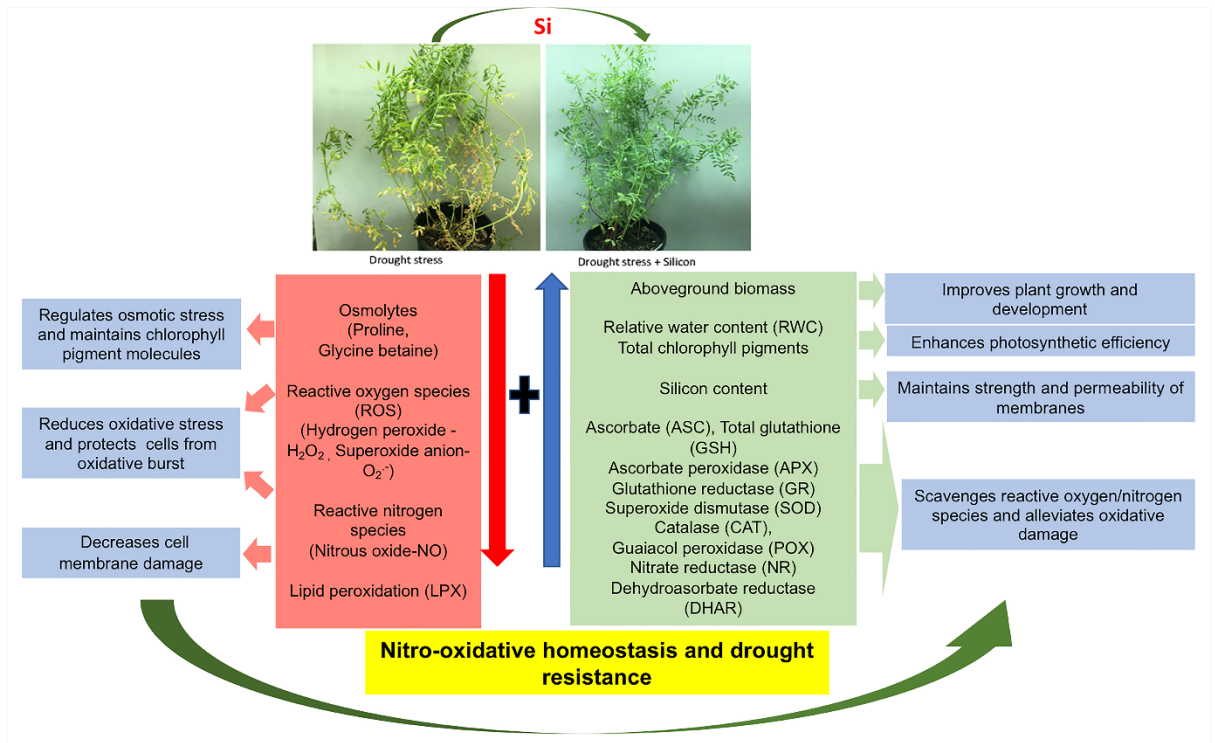 Si
Drought stress
Drought stress + Silicon
Regulates osmotic stress
and maintains chlorophyll
pigment molecules
Reduces oxidative stress
and protects cells from
oxidative burst
Decreases cell
membrane damage
Osmolytes
(Proline,
Glycine betaine)
Reactive oxygen species
(ROS)
(Hydrogen peroxide -
H₂O₂ , Superoxide anion-
O₂·-)
Reactive nitrogen
species
(Nitrous oxide-NO)
Lipid peroxidation (LPX)
Aboveground biomass
Relative water content (RWC)
Total chlorophyll pigments
Silicon content
Ascorbate (ASC), Total glutathione
(GSH)
Ascorbate peroxidase (APX)
Glutathione reductase (GR)
Superoxide dismutase (SOD)
Catalase (CAT),
Guaiacol peroxidase (POX)
Nitrate reductase (NR)
Dehydroasorbate reductase
(DHAR)
Improves plant growth and
development
Enhances photosynthetic efficiency
Maintains strength and permeability of
membranes
Scavenges reactive oxygen/nitrogen
species and alleviates oxidative
damage
Nitro-oxidative homeostasis and drought
resistance